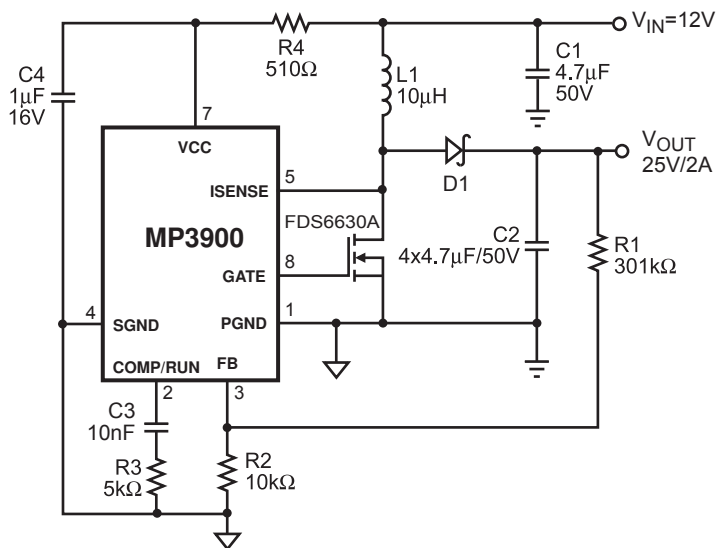 V_IN=12V
R4
510Ω
C4
1μF
16V
L1
10μH
C1
4.7μF
50V
7
VCC
V_OUT
25V/2A
5
ISENSE
D1
MP3900
FDS6630A
C2
4x4.7μF/50V
R1
301kΩ
8
GATE
4
SGND
1
PGND
COMP/RUN
FB
2
3
C3
10nF
R3
5kΩ
R2
10kΩ